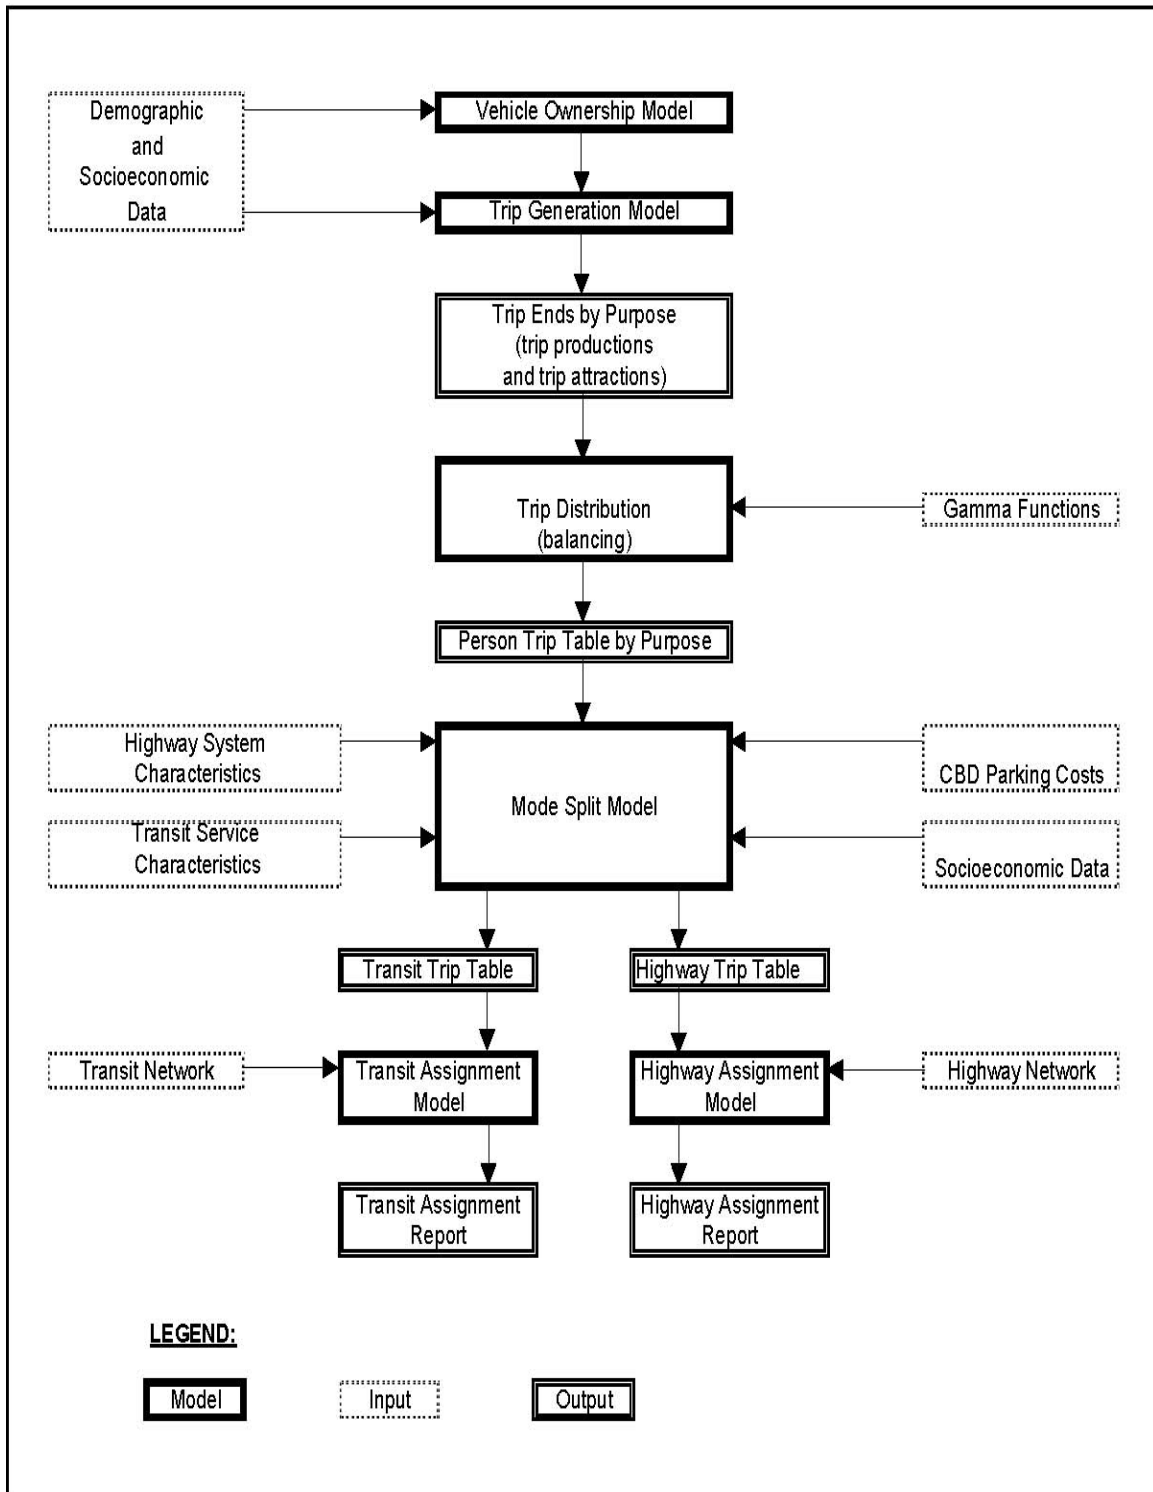 Demographic
and
Socioeconomic
Data
Vehicle Ownership Model
Trip Generation Model
Trip Ends by Purpose
(trip productions
and trip attractions)
Trip Distribution
(balancing)
Gamma Functions
Person Trip Table by Purpose
Highway System
Characteristics
Transit Service
Characteristics
Mode Split Model
CBD Parking Costs
Socioeconomic Data
Transit Trip Table
Highway Trip Table
Transit Network
Transit Assignment
Model
Highway Assignment
Model
Highway Network
Transit Assignment
Report
Highway Assignment
Report
LEGEND:
Model
Input
Output